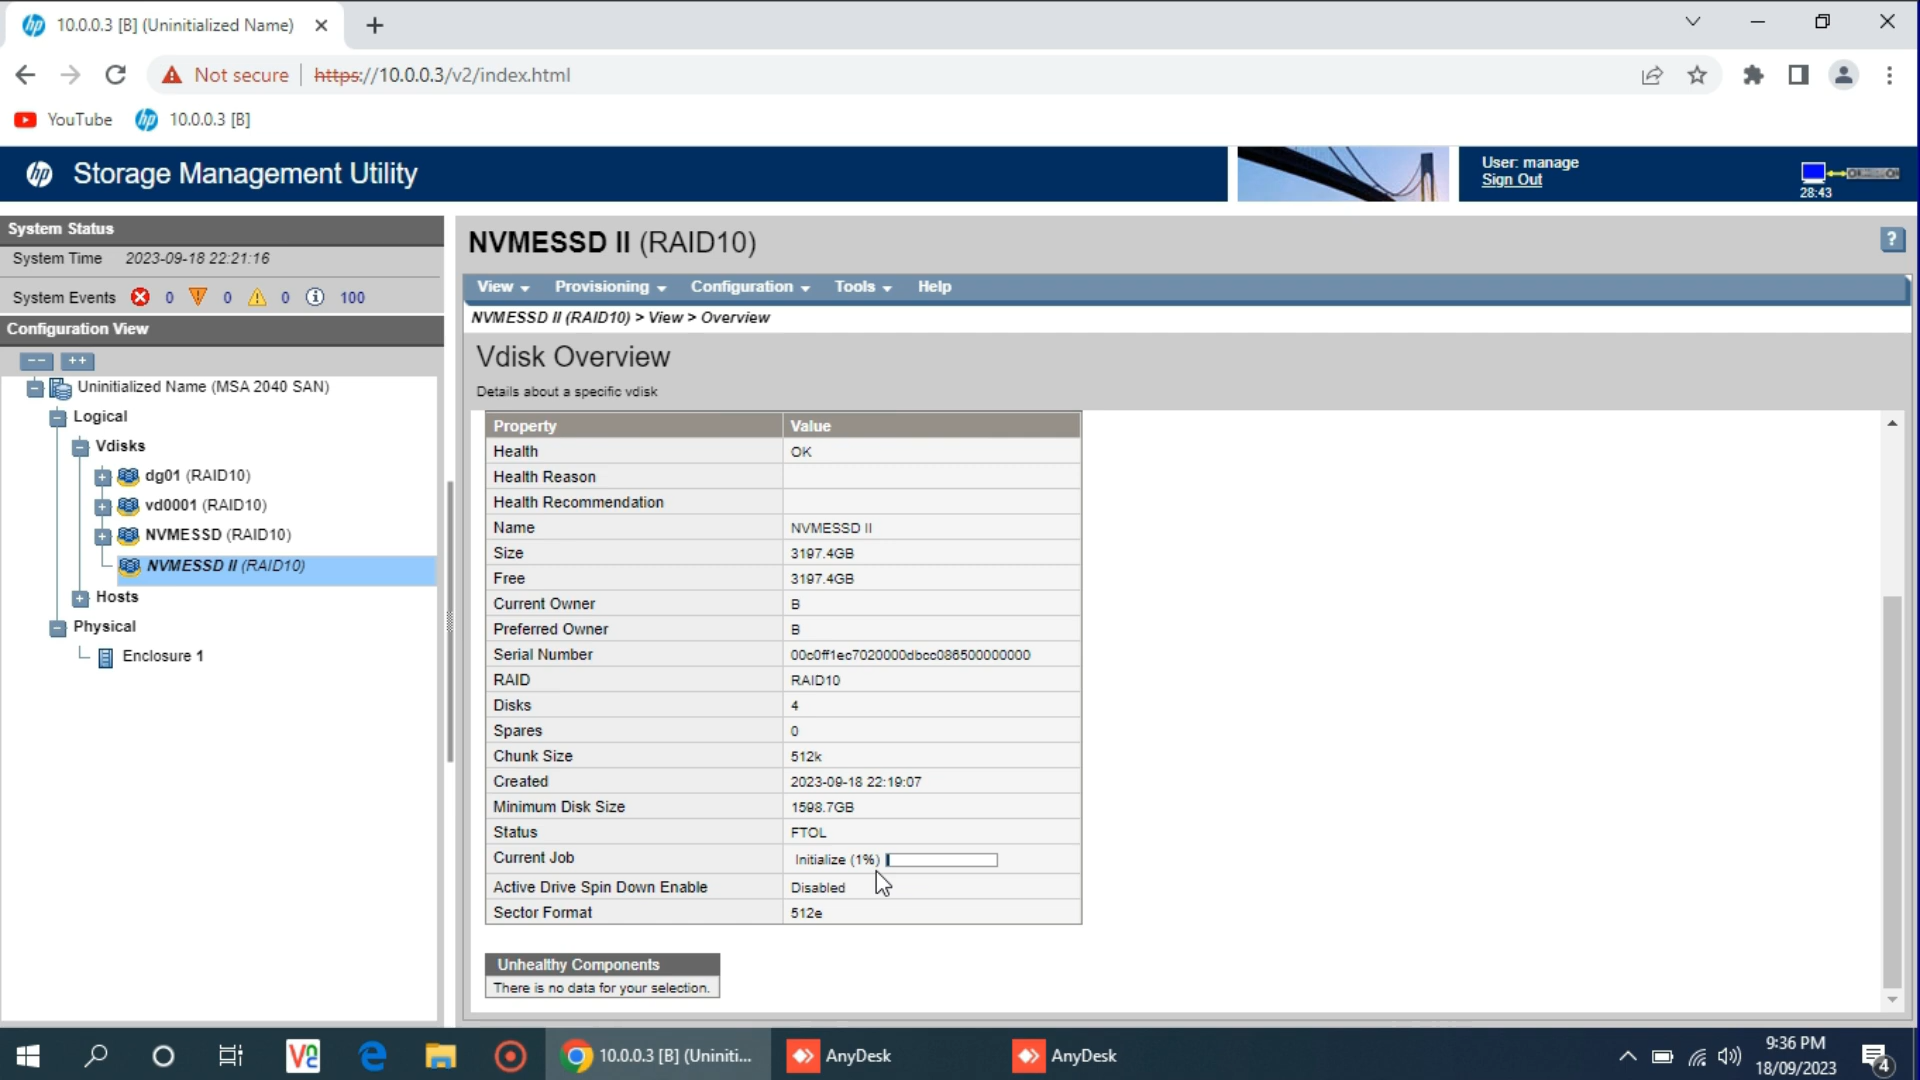 10.0.0.3 [B] (Uninitialized Name)
Not secure
https://10.0.0.3/v2/index.html
YouTube
10.0.0.3 [B]
hp
Storage Management Utility
User: manage
Sign Out
28:43
System Status
System Time 2023-09-18 22:21:16
System Events 0 0 0 100
Configuration View
-- ++
Uninitialized Name (MSA 2040 SAN)
Logical
Vdisks
dg01 (RAID10)
vd0001 (RAID10)
NVMESSD (RAID10)
NVMESSD II (RAID10)
Hosts
Physical
Enclosure 1
NVMESSD II (RAID10)
?
View Provisioning Configuration Tools Help
NVMESSD II (RAID10) > View > Overview
Vdisk Overview
Details about a specific vdisk
Property Value
Health OK
Health Reason
Health Recommendation
Name NVMESSD II
Size 3197.4GB
Free 3197.4GB
Current Owner B
Preferred Owner B
Serial Number 00c0ff1ec7020000dbcc086500000000
RAID RAID10
Disks 4
Spares 0
Chunk Size 512k
Created 2023-09-18 22:19:07
Minimum Disk Size 1598.7GB
Status FTOL
Current Job Initialize (1%)
Active Drive Spin Down Enable Disabled
Sector Format 512e
Unhealthy Components
There is no data for your selection.
10.0.0.3 [B] (Uniniti...
AnyDesk
AnyDesk
9:36 PM
18/09/2023
4